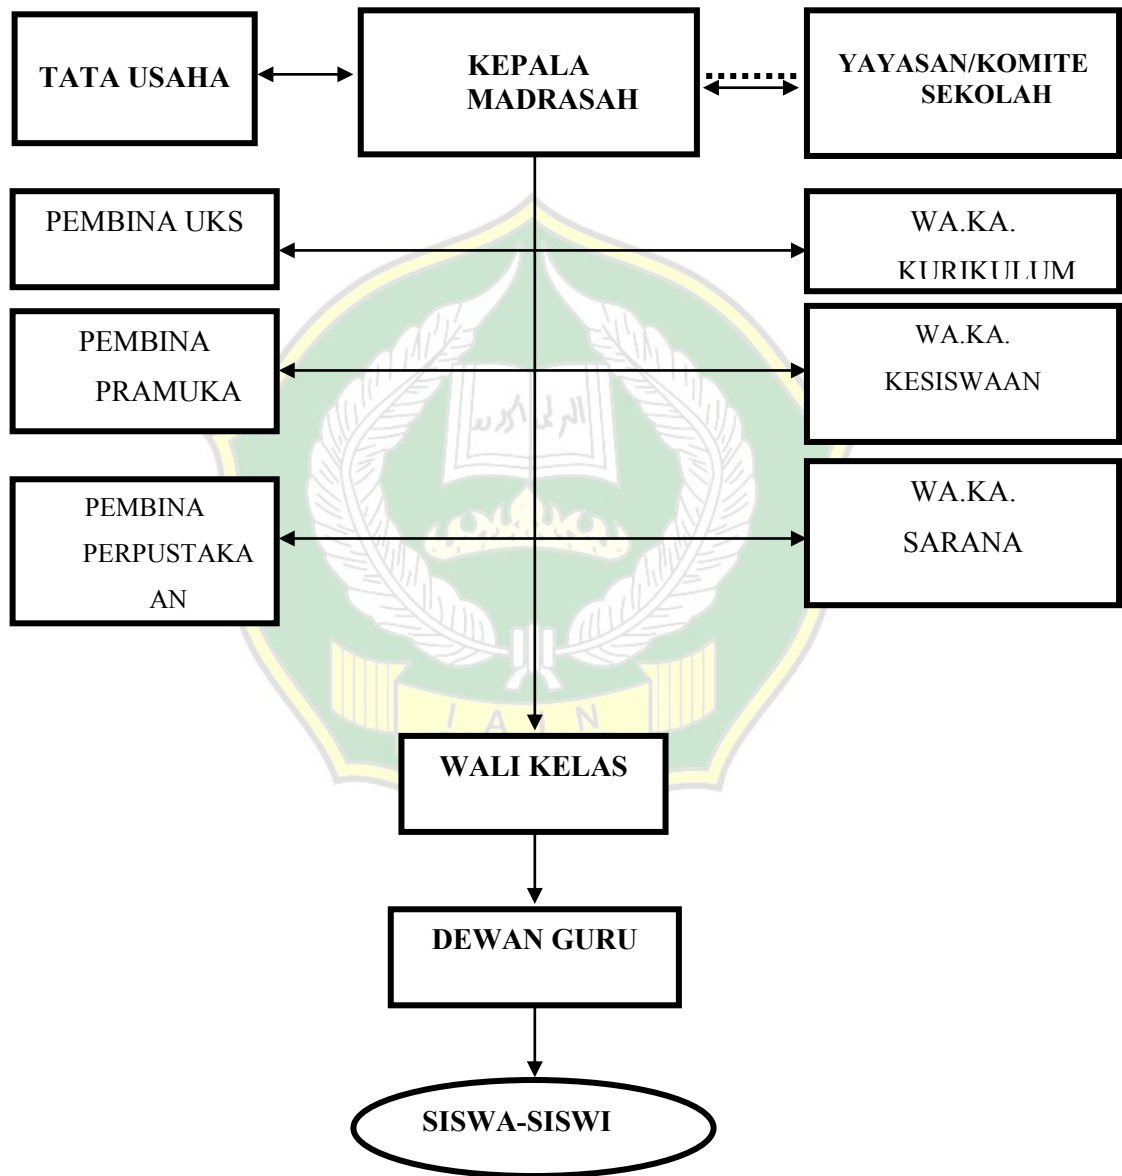 TATA USAHA
KEPALA
MADRASAH
YAYASAN/KOMITE
SEKOLAH
PEMBINA UKS
WA.KA.
KURIKULUM
PEMBINA
PRAMUKA
WA.KA.
KESISWAAN
PEMBINA
PERPUSTAKA
AN
WA.KA.
SARANA
I A I N
WALI KELAS
DEWAN GURU
SISWA-SISWI